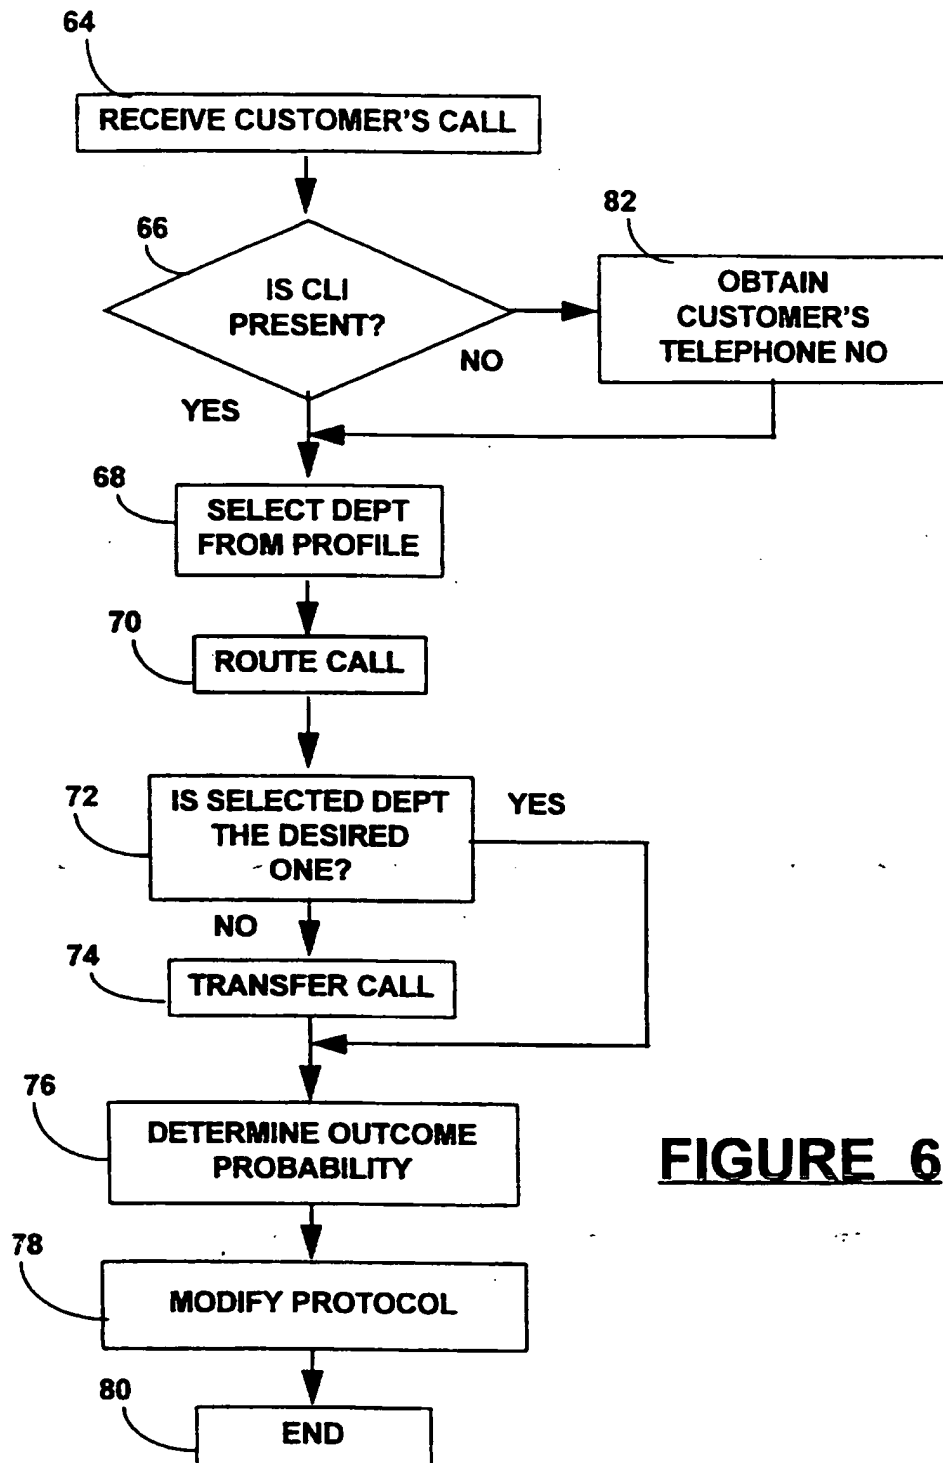 64
RECEIVE CUSTOMER'S CALL
66
IS CLI
PRESENT?
NO
YES
82
OBTAIN
CUSTOMER'S
TELEPHONE NO
68
SELECT DEPT
FROM PROFILE
70
ROUTE CALL
72
IS SELECTED DEPT
THE DESIRED
ONE?
YES
NO
74
TRANSFER CALL
76
DETERMINE OUTCOME
PROBABILITY
FIGURE 6
78
MODIFY PROTOCOL
80
END